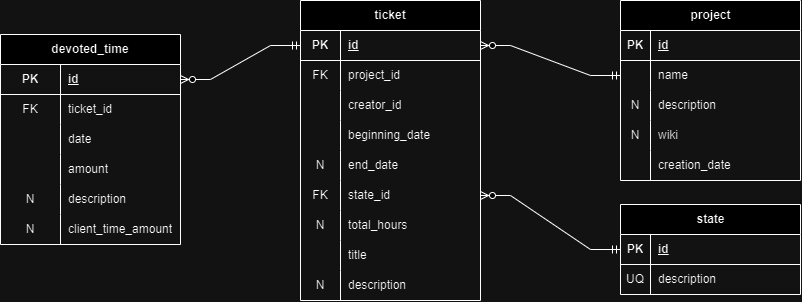 devoted_time
PK id
FK ticket_id
date
amount
N description
N client_time_amount
ticket
PK id
FK project_id
creator_id
beginning_date
N end_date
FK state_id
N total_hours
title
N description
project
PK id
name
N description
N wiki
creation_date
state
PK id
UQ description